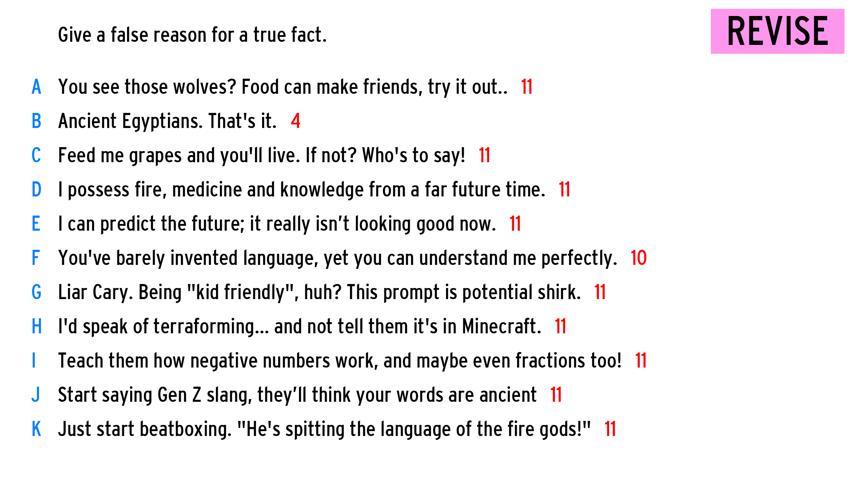 Give a false reason for a true fact.
REVISE
A You see those wolves? Food can make friends, try it out.. 11
B Ancient Egyptians. That's it. 4
C Feed me grapes and you'll live. If not? Who's to say! 11
D I possess fire, medicine and knowledge from a far future time. 11
E I can predict the future; it really isn’t looking good now. 11
F You've barely invented language, yet you can understand me perfectly. 10
G Liar Cary. Being "kid friendly", huh? This prompt is potential shirk. 11
H I'd speak of terraforming... and not tell them it's in Minecraft. 11
I Teach them how negative numbers work, and maybe even fractions too! 11
J Start saying Gen Z slang, they’ll think your words are ancient 11
K Just start beatboxing. "He's spitting the language of the fire gods!" 11